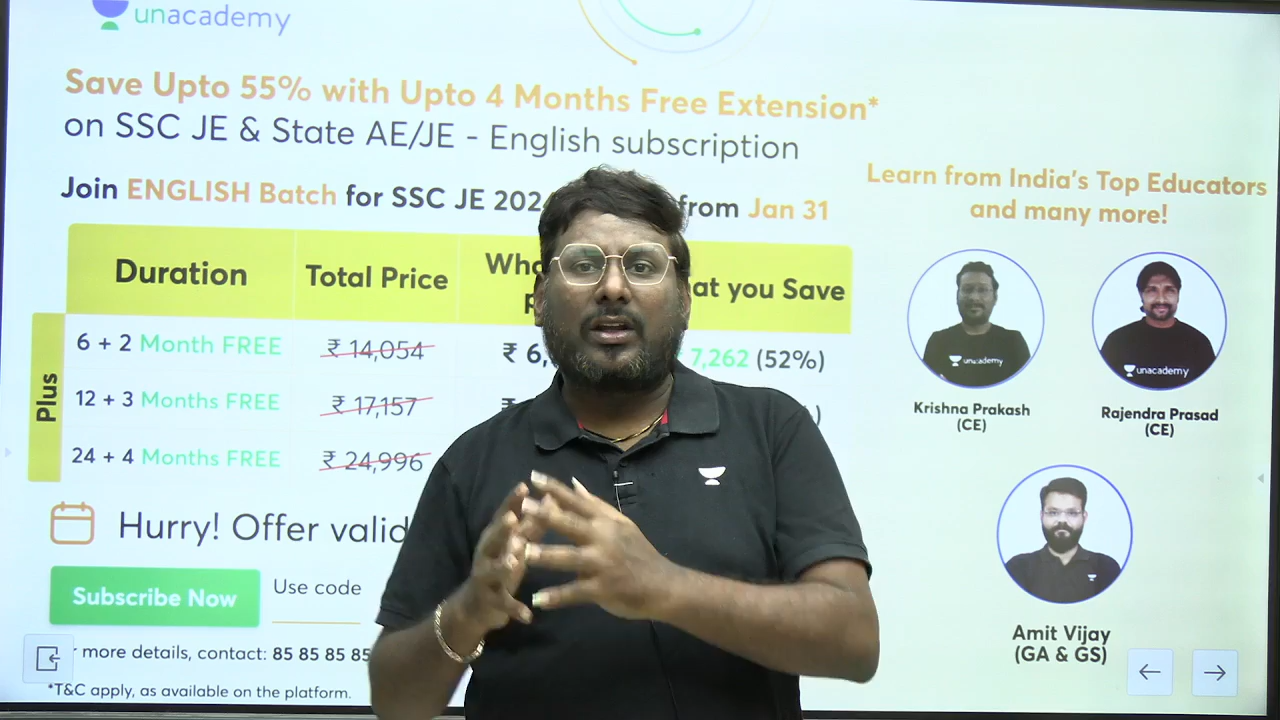 unacademy
Save Upto 55% with Upto 4 Months Free Extension*
on SSC JE & State AE/JE - English subscription
Join ENGLISH Batch for SSC JE 202 from Jan 31
Duration Total Price you Save
Plus
6 + 2 Month FREE ₹ 14,054 ₹ 6, 7,262 (52%)
12 + 3 Months FREE ₹ 17,157
24 + 4 Months FREE ₹ 24,996
Hurry! Offer valid
Subscribe Now Use code
more details, contact: 85 85 85 85
*T&C apply, as available on the platform.
Learn from India's Top Educators
and many more!
unacademy
Krishna Prakash
(CE)
unacademy
Rajendra Prasad
(CE)
Amit Vijay
(GA & GS)